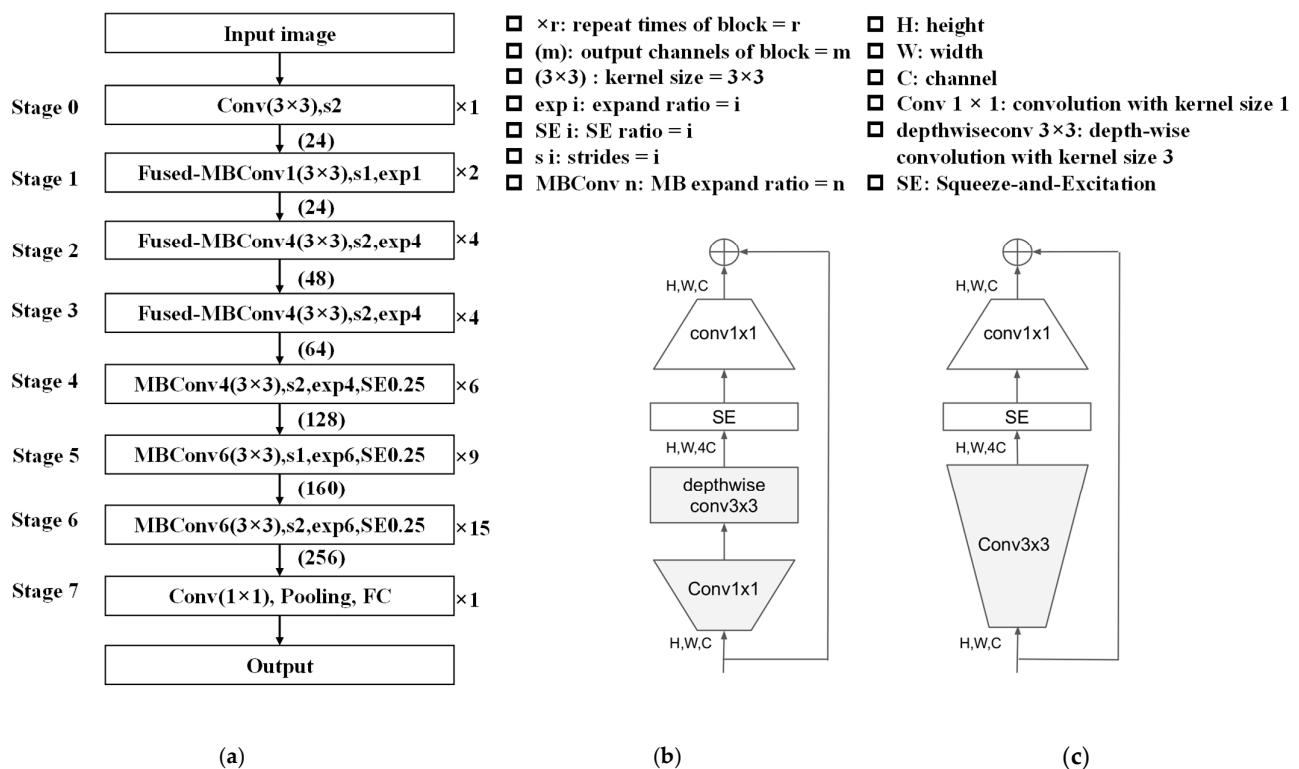 Input image
Stage 0
Conv(3×3),s2
×1
(24)
Stage 1
Fused-MBConv1(3×3),s1,exp1
×2
(24)
Stage 2
Fused-MBConv4(3×3),s2,exp4
×4
(48)
Stage 3
Fused-MBConv4(3×3),s2,exp4
×4
(64)
Stage 4
MBConv4(3×3),s2,exp4,SE0.25
×6
(128)
Stage 5
MBConv6(3×3),s1,exp6,SE0.25
×9
(160)
Stage 6
MBConv6(3×3),s2,exp6,SE0.25
×15
(256)
Stage 7
Conv(1×1), Pooling, FC
×1
Output
(a)
×r: repeat times of block = r
(m): output channels of block = m
(3×3) : kernel size = 3×3
exp i: expand ratio = i
SE i: SE ratio = i
s i: strides = i
MBConv n: MB expand ratio = n
H: height
W: width
C: channel
Conv 1 × 1: convolution with kernel size 1
depthwiseconv 3×3: depth-wise
convolution with kernel size 3
SE: Squeeze-and-Excitation
H,W,C
conv1x1
SE
H,W,4C
depthwise
conv3x3
Conv1x1
H,W,C
(b)
H,W,C
conv1x1
SE
H,W,4C
Conv3x3
H,W,C
(c)